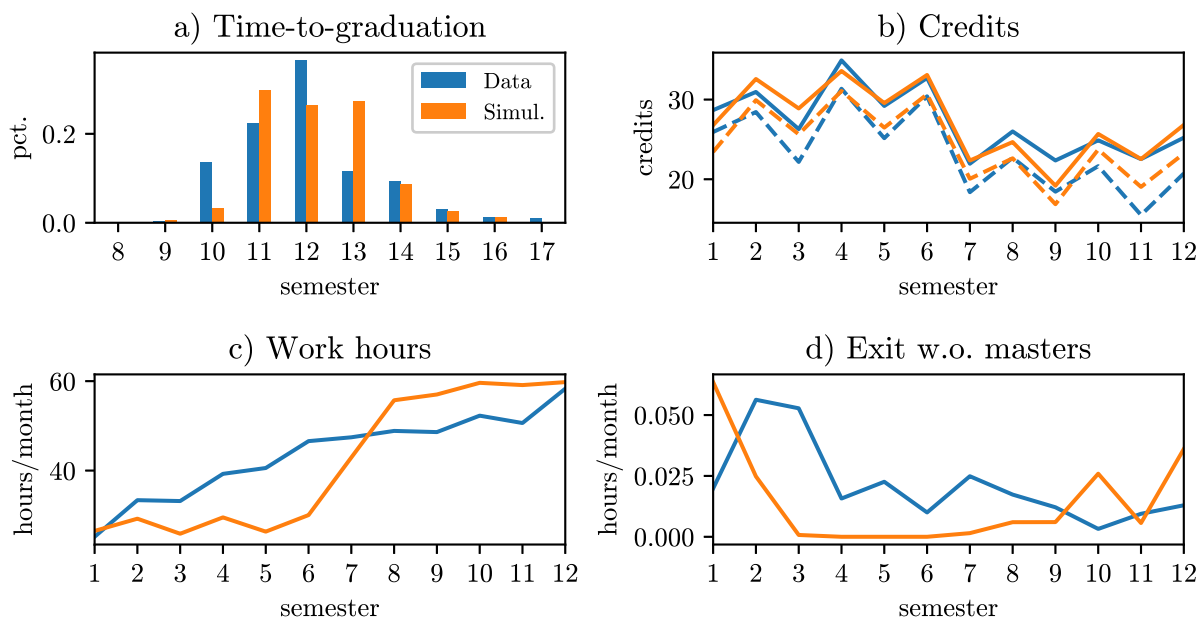 a) Time-to-graduation
pct.
0.2
0.0
Data
Simul.
8 9 10 11 12 13 14 15 16 17
semester
b) Credits
credits
30
20
1 2 3 4 5 6 7 8 9 10 11 12
semester
c) Work hours
hours/month
60
40
1 2 3 4 5 6 7 8 9 10 11 12
semester
d) Exit w.o. masters
hours/month
0.050
0.025
0.000
1 2 3 4 5 6 7 8 9 10 11 12
semester